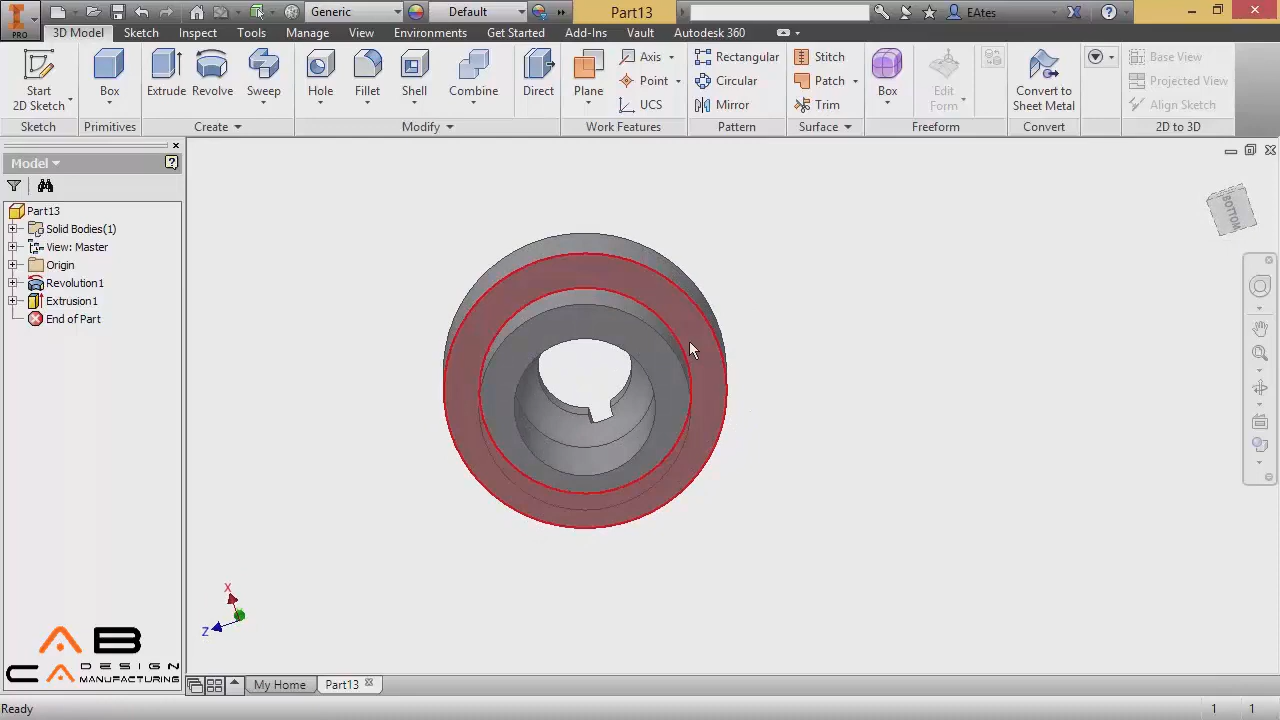 PRO
Generic
Default
Part13
EAtes
3D Model Sketch Inspect Tools Manage View Environments Get Started Add-Ins Vault Autodesk 360
Start
2D Sketch
Box
Extrude Revolve Sweep
Hole Fillet Shell Combine Direct
Plane
Axis
Point
UCS
Rectangular
Circular
Mirror
Stitch
Patch
Trim
Box
Edit
Form
Convert to
Sheet Metal
Base View
Projected View
Align Sketch
Sketch Primitives Create Modify Work Features Pattern Surface Freeform Convert 2D to 3D
Model
Part13
Solid Bodies(1)
View: Master
Origin
Revolution1
Extrusion1
End of Part
BOTTOM
X
Z
AB
CA
DESIGN
MANUFACTURING
My Home Part13
Ready 1 1